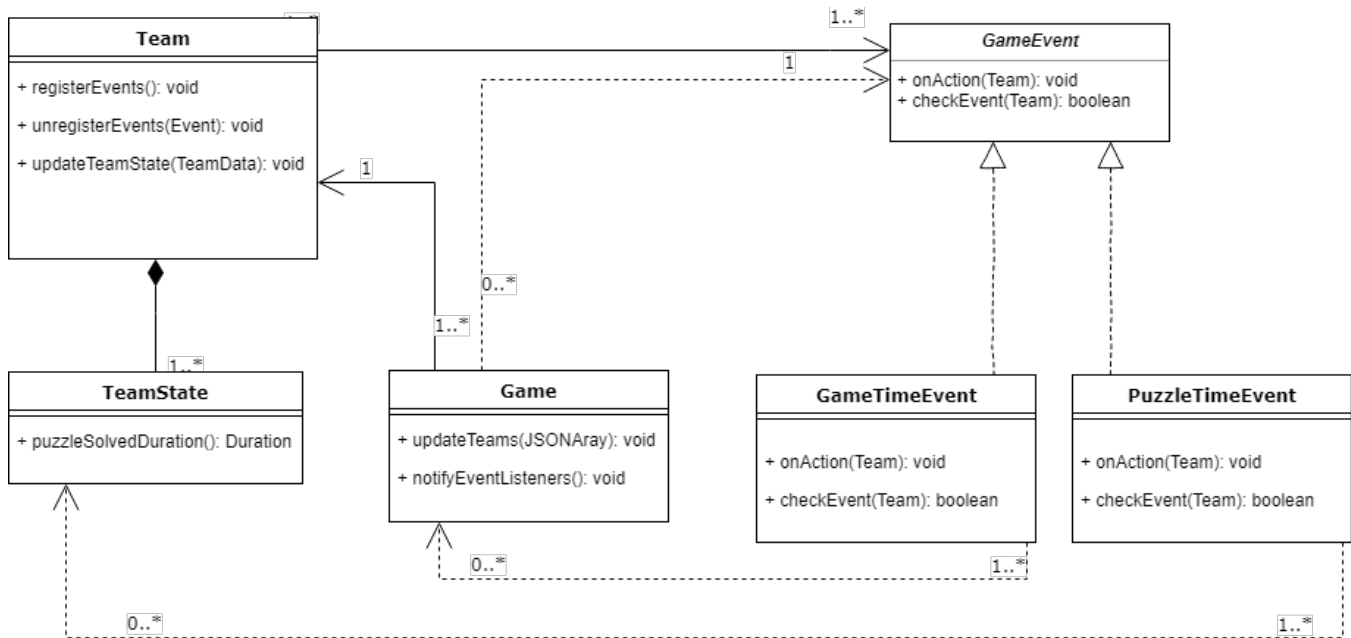 1..*
Team
+ registerEvents(): void
+ unregisterEvents(Event): void
+ updateTeamState(TeamData): void
1..*
1
GameEvent
+ onAction(Team): void
+ checkEvent(Team): boolean
1
0..*
1..*
1..*
TeamState
+ puzzleSolvedDuration(): Duration
Game
+ updateTeams(JSONAray): void
+ notifyEventListeners(): void
GameTimeEvent
+ onAction(Team): void
+ checkEvent(Team): boolean
PuzzleTimeEvent
+ onAction(Team): void
+ checkEvent(Team): boolean
0..*
1..*
0..*
1..*